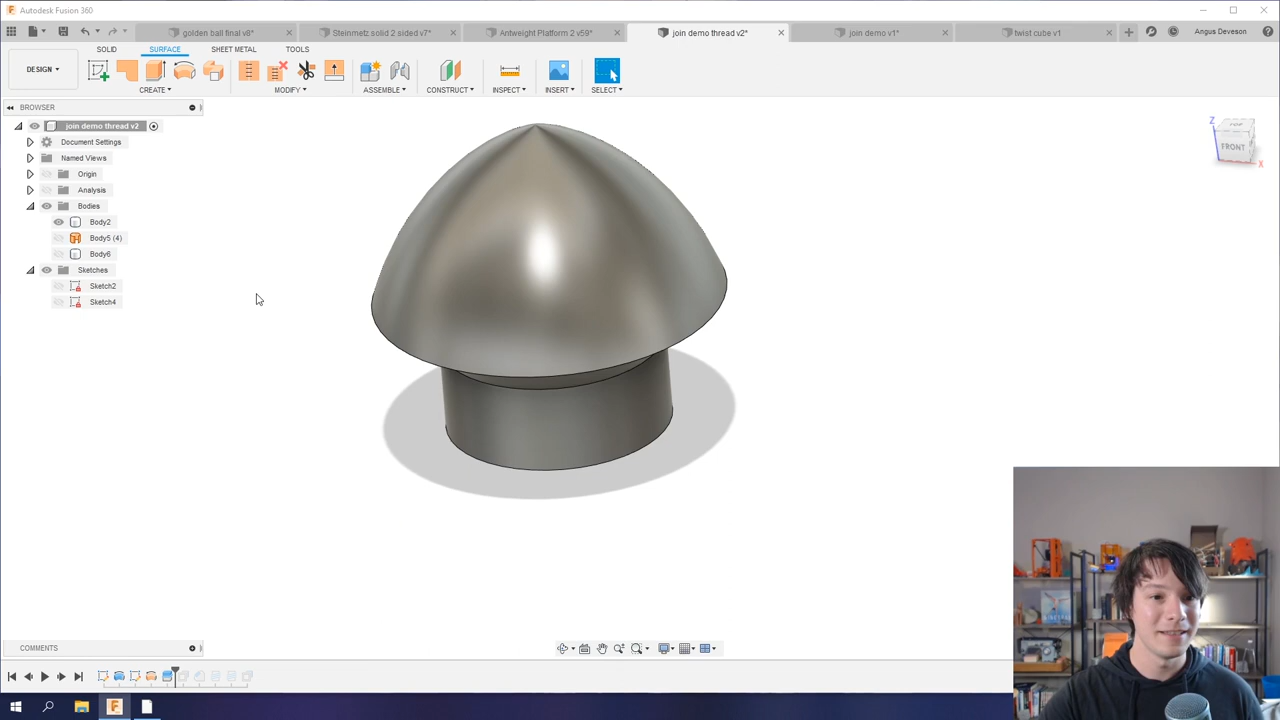 Autodesk Fusion 360
golden ball final v8*
Steinmetz solid 2 sided v7*
Antweight Platform 2 v59*
join demo thread v2*
join demo v1*
twist cube v1
Angus Deveson
DESIGN
SOLID
SURFACE
SHEET METAL
TOOLS
CREATE
MODIFY
ASSEMBLE
CONSTRUCT
INSPECT
INSERT
SELECT
BROWSER
join demo thread v2
Document Settings
Named Views
Origin
Analysis
Bodies
Body2
Body5 (4)
Body6
Sketches
Sketch2
Sketch4
Z
TOP
FRONT
X
COMMENTS